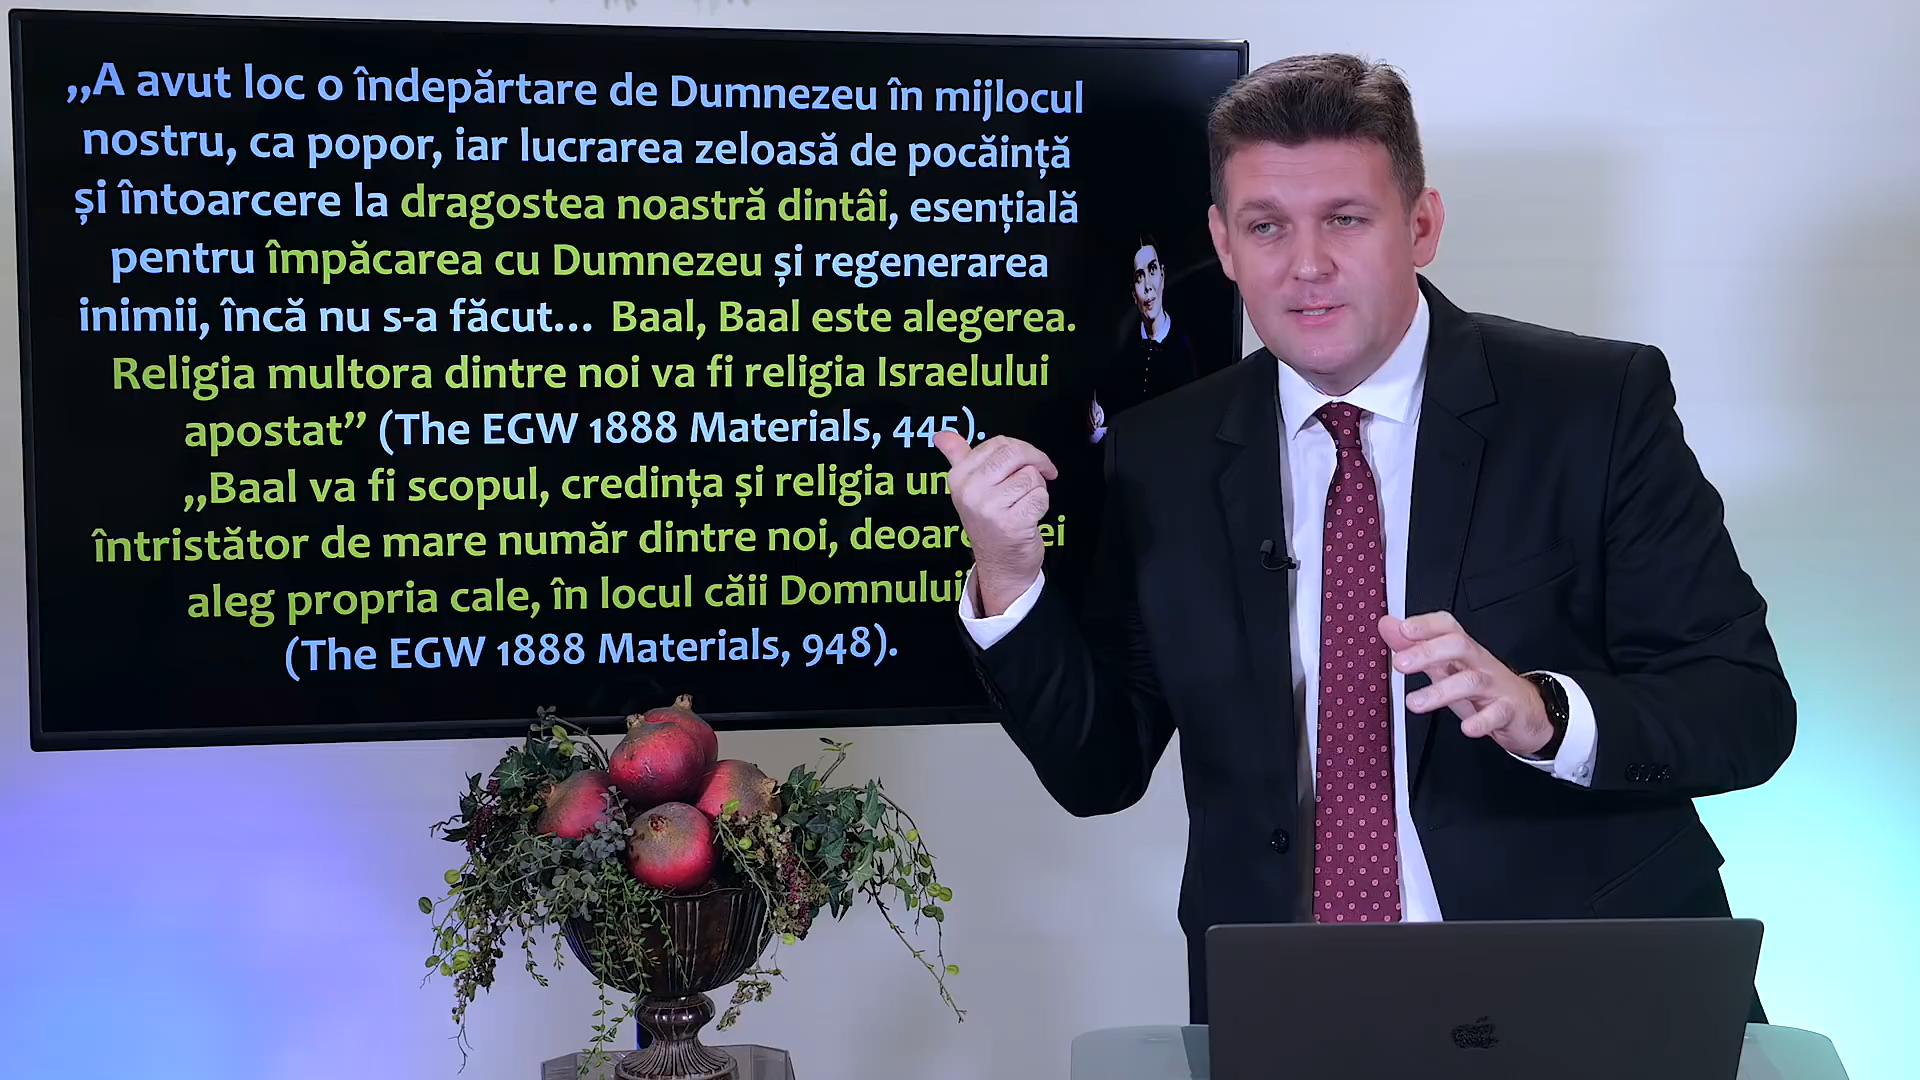 „A avut loc o îndepărtare de Dumnezeu în mijlocul
nostru, ca popor, iar lucrarea zeloasă de pocăință
și întoarcere la dragostea noastră dintâi, esențială
pentru împăcarea cu Dumnezeu și regenerarea
inimii, încă nu s-a făcut... Baal, Baal este alegerea.
Religia multora dintre noi va fi religia Israelului
apostat” (The EGW 1888 Materials, 445).
„Baal va fi scopul, credința și religia
întristător de mare număr dintre noi, ei
aleg propria cale, în locul căii Domnului
(The EGW 1888 Materials, 948).